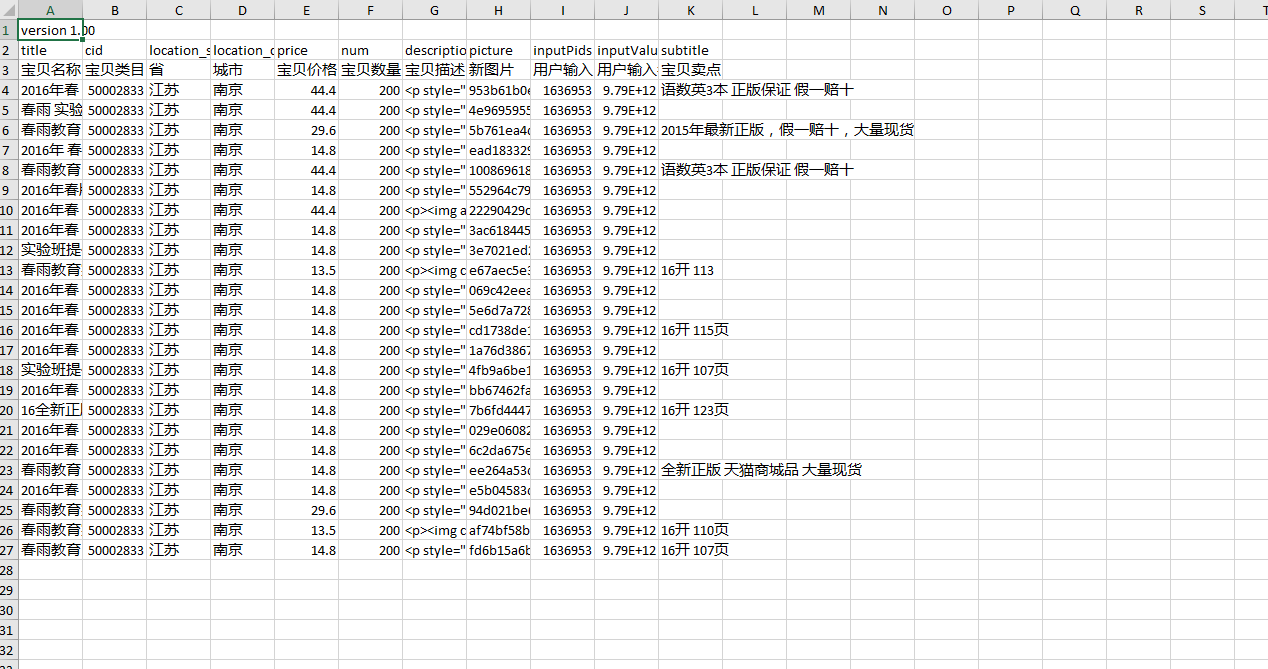 A B C D E F G H I J K L M N O P Q R S T
1 version 1.00
2 title cid location_s location_c price num descriptio picture inputPids inputValu subtitle
3 宝贝名称 宝贝类目 省 城市 宝贝价格 宝贝数量 宝贝描述 新图片 用户输入 用户输入 宝贝卖点
4 2016年春 50002833 江苏 南京 44.4 200 <p style=" 953b61b0e 1636953 9.79E+12 语数英3本 正版保证 假一赔十
5 春雨 实验 50002833 江苏 南京 44.4 200 <p style=" 4e9695955 1636953 9.79E+12
6 春雨教育 50002833 江苏 南京 29.6 200 <p style=" 5b761ea4c 1636953 9.79E+12 2015年最新正版，假一赔十，大量现货
7 2016年 春 50002833 江苏 南京 14.8 200 <p style=" ead183329 1636953 9.79E+12
8 春雨教育 50002833 江苏 南京 44.4 200 <p style=" 100869618 1636953 9.79E+12 语数英3本 正版保证 假一赔十
9 2016年春 50002833 江苏 南京 14.8 200 <p style=" 552964c79 1636953 9.79E+12
10 2016年春 50002833 江苏 南京 44.4 200 <p><img a 22290429c 1636953 9.79E+12
11 2016年春 50002833 江苏 南京 14.8 200 <p style=" 3ac618445 1636953 9.79E+12
12 实验班提 50002833 江苏 南京 14.8 200 <p style=" 3e7021ed 1636953 9.79E+12
13 春雨教育 50002833 江苏 南京 13.5 200 <p><img c e67aec5e 1636953 9.79E+12 16开 113
14 2016年春 50002833 江苏 南京 14.8 200 <p style=" 069c42eea 1636953 9.79E+12
15 2016年春 50002833 江苏 南京 14.8 200 <p style=" 5e6d7a728 1636953 9.79E+12
16 2016年春 50002833 江苏 南京 14.8 200 <p style=" cd1738de 1636953 9.79E+12 16开 115页
17 2016年春 50002833 江苏 南京 14.8 200 <p style=" 1a76d3867 1636953 9.79E+12
18 实验班提 50002833 江苏 南京 14.8 200 <p style=" 4fb9a6be1 1636953 9.79E+12 16开 107页
19 2016年春 50002833 江苏 南京 14.8 200 <p style=" bb67462fa 1636953 9.79E+12
20 16全新正 50002833 江苏 南京 14.8 200 <p style=" 7b6fd4447 1636953 9.79E+12 16开 123页
21 2016年春 50002833 江苏 南京 14.8 200 <p style=" 029e06082 1636953 9.79E+12
22 2016年春 50002833 江苏 南京 14.8 200 <p style=" 6c2da675e 1636953 9.79E+12
23 春雨教育 50002833 江苏 南京 14.8 200 <p style=" ee264a53c 1636953 9.79E+12 全新正版 天猫商城品 大量现货
24 2016年春 50002833 江苏 南京 14.8 200 <p style=" e5b04583c 1636953 9.79E+12
25 春雨教育 50002833 江苏 南京 29.6 200 <p style=" 94d021be 1636953 9.79E+12
26 春雨教育 50002833 江苏 南京 13.5 200 <p><img c af74bf58b 1636953 9.79E+12 16开 110页
27 春雨教育 50002833 江苏 南京 14.8 200 <p style=" fd6b15a6b 1636953 9.79E+12 16开 107页
28
29
30
31
32